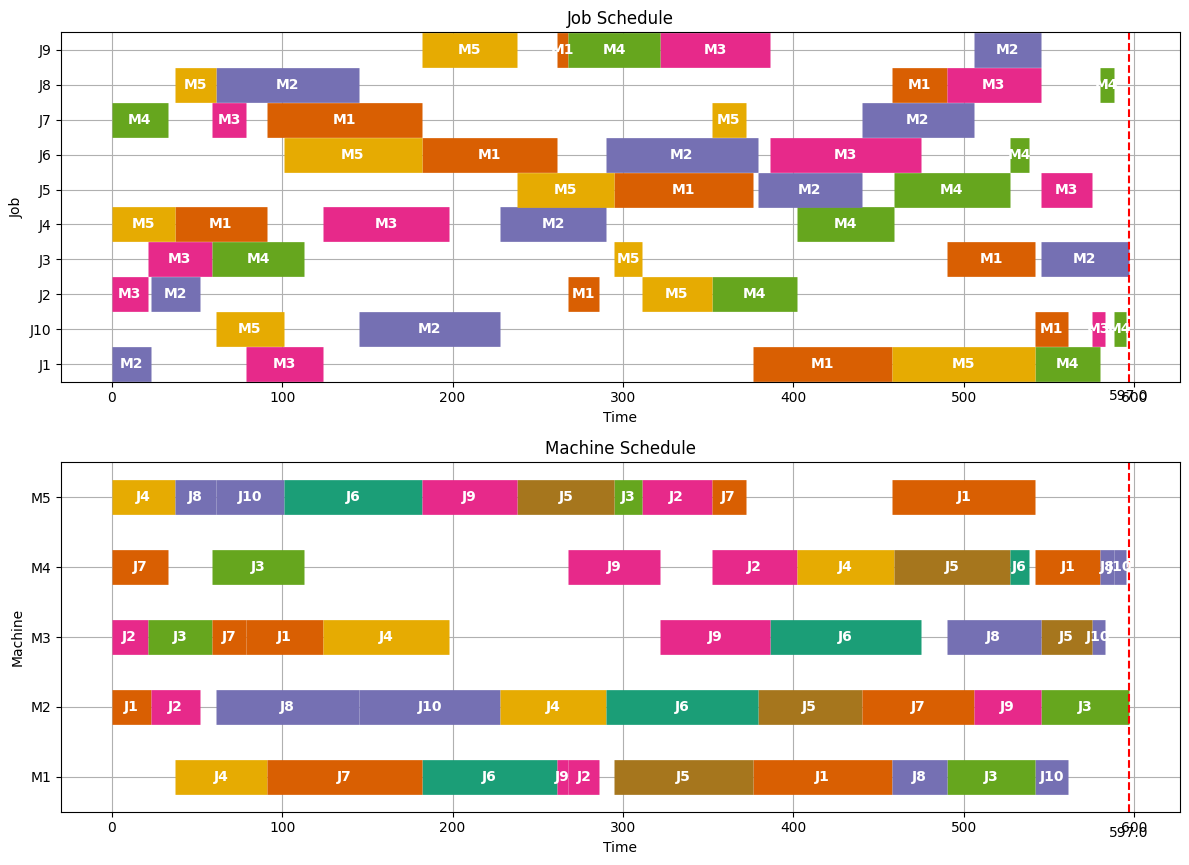 Job Schedule
J9 M5 M1 M4 M3 M2
J8 M5 M2 M1 M3 M4
J7 M4 M3 M1 M5 M2
J6 M5 M1 M2 M3 M4
J5 M5 M1 M2 M4 M3
J4 M5 M1 M3 M2 M4
J3 M3 M4 M5 M1 M2
J2 M3 M2 M1 M5 M4
J10 M5 M2 M1 M3 M4
J1 M2 M3 M1 M5 M4
Job
0 100 200 300 400 500 600
597.0
Time
Machine Schedule
M5 J4 J8 J10 J6 J9 J5 J3 J2 J7 J1
M4 J7 J3 J9 J2 J4 J5 J6 J1 J8 J10
M3 J2 J3 J7 J1 J4 J9 J6 J8 J5 J10
M2 J1 J2 J8 J10 J4 J6 J5 J7 J9 J3
M1 J4 J7 J6 J9 J2 J5 J1 J8 J3 J10
Machine
0 100 200 300 400 500 600
597.0
Time